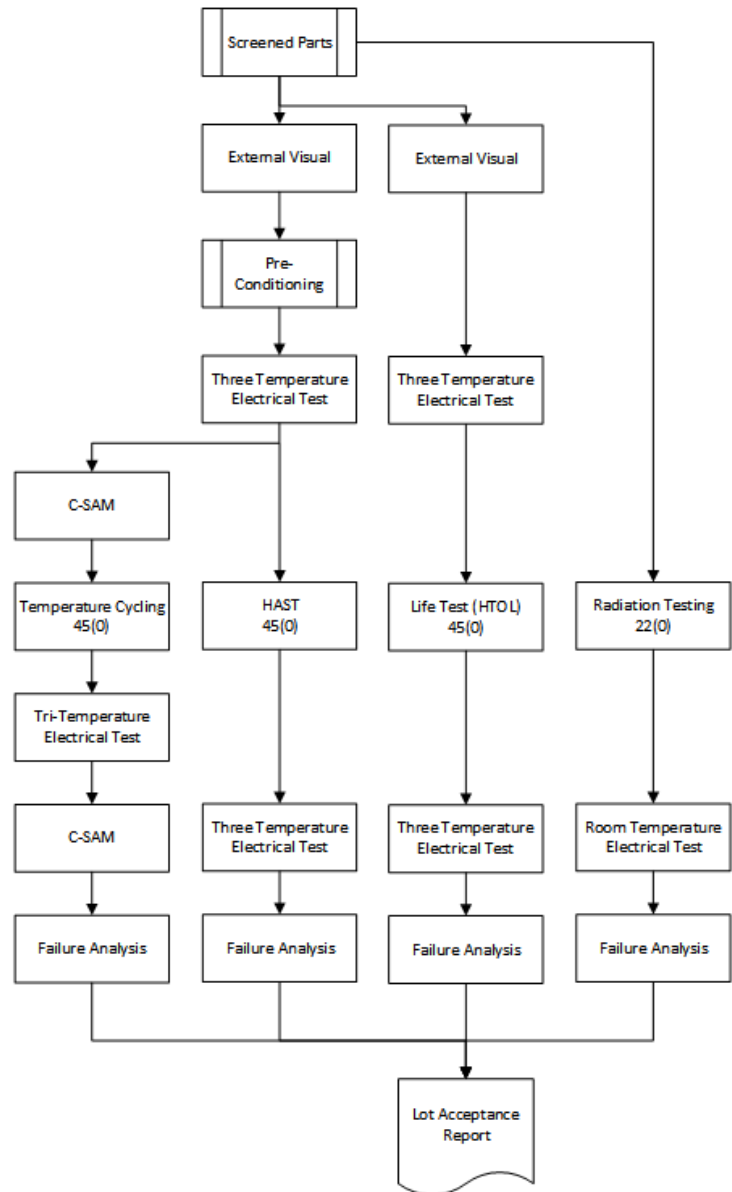 Screened Parts
External Visual
External Visual
Pre-
Conditioning
Three Temperature
Electrical Test
Three Temperature
Electrical Test
C-SAM
Temperature Cycling
45(0)
HAST
45(0)
Life Test (HTOL)
45(0)
Radiation Testing
22(0)
Tri-Temperature
Electrical Test
C-SAM
Three Temperature
Electrical Test
Three Temperature
Electrical Test
Room Temperature
Electrical Test
Failure Analysis
Failure Analysis
Failure Analysis
Failure Analysis
Lot Acceptance
Report